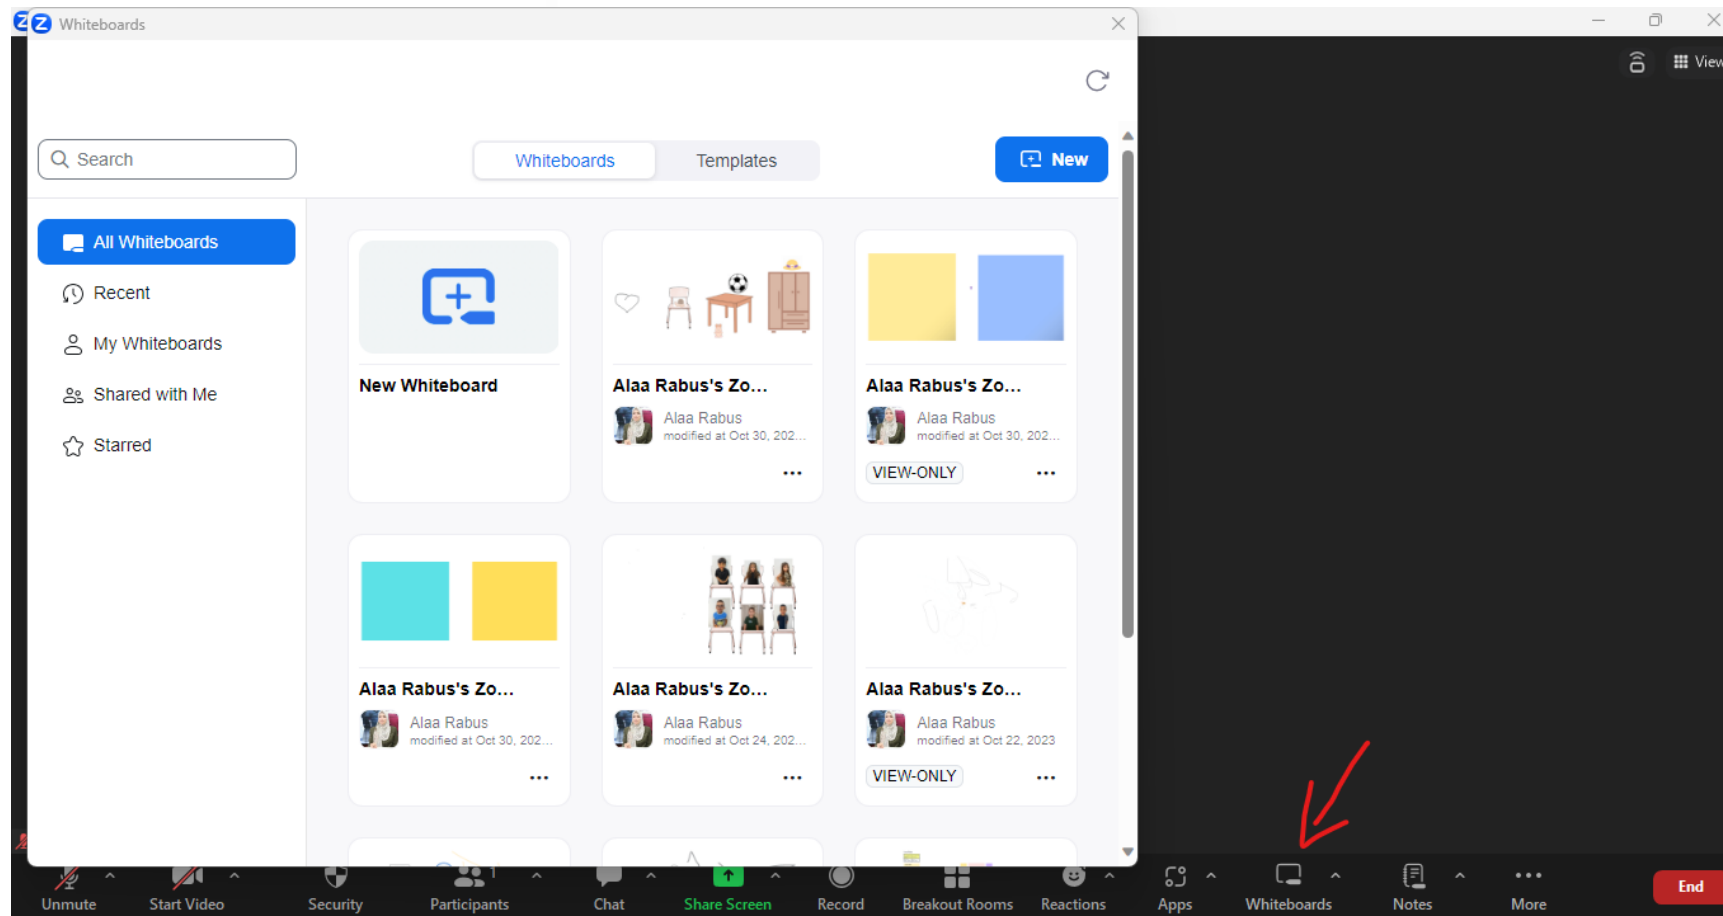 Whiteboards
View
Search
Whiteboards
Templates
New
All Whiteboards
Recent
My Whiteboards
Shared with Me
Starred
New Whiteboard
Alaa Rabus's Zo...
Alaa Rabus
modified at Oct 30, 202...
Alaa Rabus's Zo...
Alaa Rabus
modified at Oct 30, 202...
VIEW-ONLY
Alaa Rabus's Zo...
Alaa Rabus
modified at Oct 30, 202...
Alaa Rabus's Zo...
Alaa Rabus
modified at Oct 24, 202...
Alaa Rabus's Zo...
Alaa Rabus
modified at Oct 22, 2023
VIEW-ONLY
1
Unmute
Start Video
Security
Participants
Chat
Share Screen
Record
Breakout Rooms
Reactions
Apps
Whiteboards
Notes
More
End